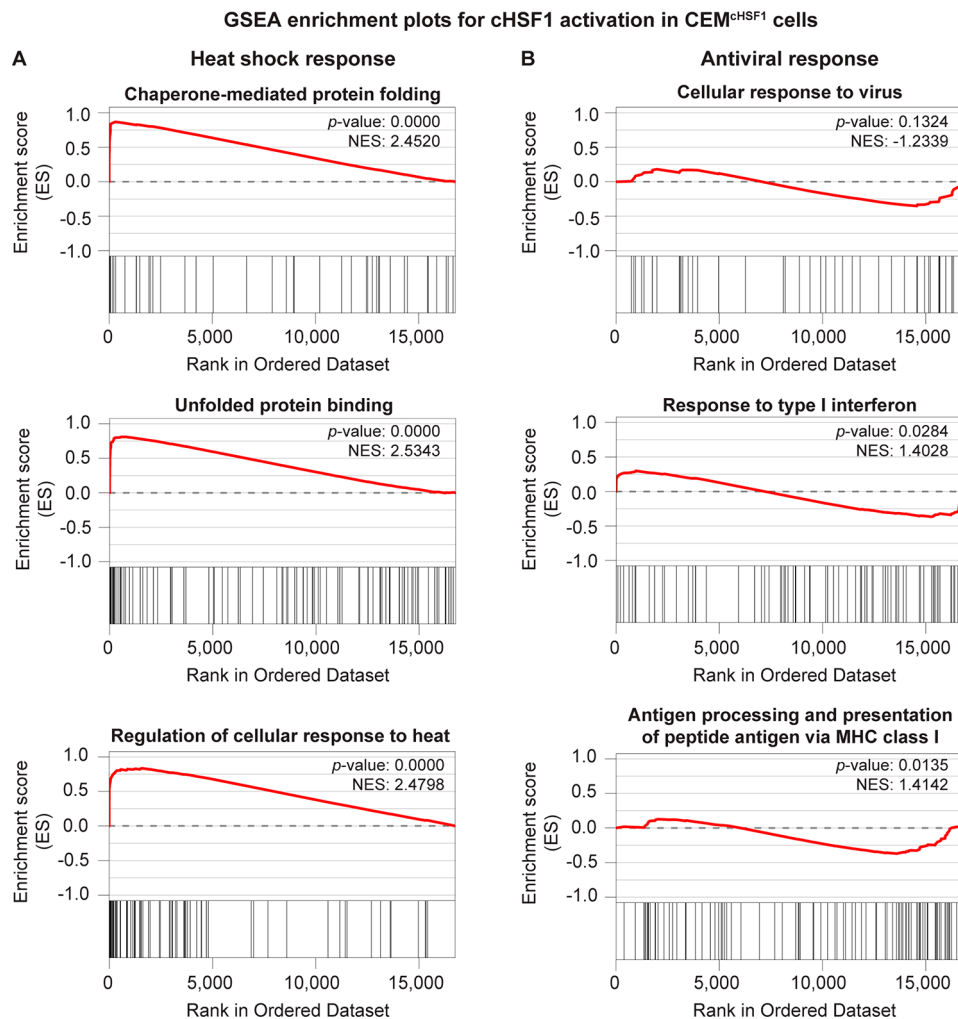 GSEA enrichment plots for cHSF1 activation in CEMcHSF1 cells
A
Heat shock response
Chaperone-mediated protein folding
p-value: 0.0000
NES: 2.4520
Enrichment score
(ES)
1.0
0.5
0.0
-0.5
-1.0
0
5,000
10,000
15,000
Rank in Ordered Dataset
Unfolded protein binding
p-value: 0.0000
NES: 2.5343
Enrichment score
(ES)
1.0
0.5
0.0
-0.5
-1.0
0
5,000
10,000
15,000
Rank in Ordered Dataset
Regulation of cellular response to heat
p-value: 0.0000
NES: 2.4798
Enrichment score
(ES)
1.0
0.5
0.0
-0.5
-1.0
0
5,000
10,000
15,000
Rank in Ordered Dataset
B
Antiviral response
Cellular response to virus
p-value: 0.1324
NES: -1.2339
Enrichment score
(ES)
1.0
0.5
0.0
-0.5
-1.0
0
5,000
10,000
15,000
Rank in Ordered Dataset
Response to type I interferon
p-value: 0.0284
NES: 1.4028
Enrichment score
(ES)
1.0
0.5
0.0
-0.5
-1.0
0
5,000
10,000
15,000
Rank in Ordered Dataset
Antigen processing and presentation
of peptide antigen via MHC class I
p-value: 0.0135
NES: 1.4142
Enrichment score
(ES)
1.0
0.5
0.0
-0.5
-1.0
0
5,000
10,000
15,000
Rank in Ordered Dataset